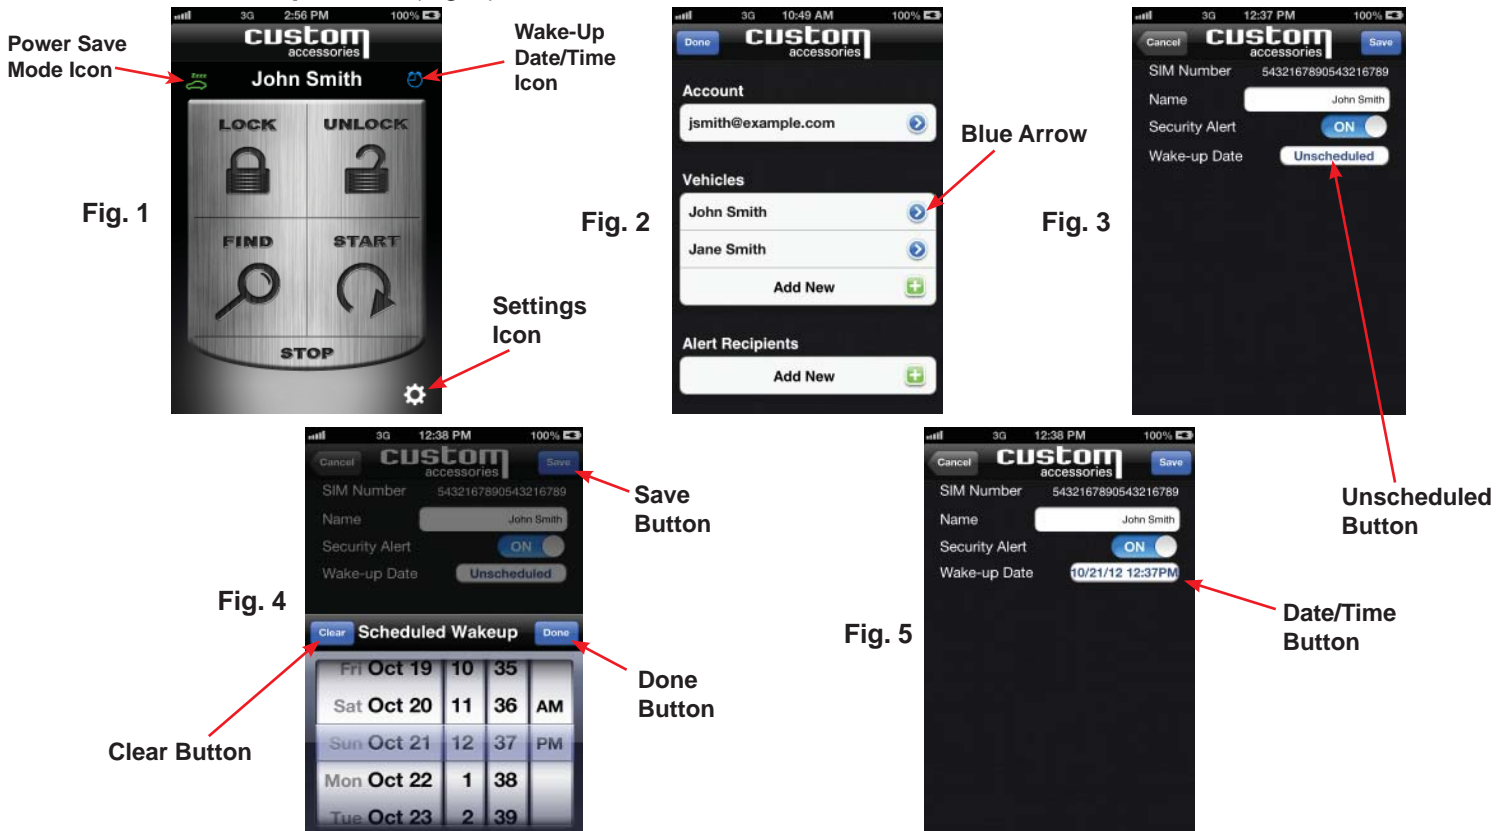 Power Save
Mode Icon
3G 2:56 PM 100%
custom
accessories
John Smith
Zzzz
Wake-Up
Date/Time
Icon
LOCK UNLOCK
FIND START
STOP
Fig. 1
Settings
Icon
3G 10:49 AM 100%
Done custom
accessories
Account
jsmith@example.com
Vehicles
John Smith
Jane Smith
Add New
Alert Recipients
Add New
Fig. 2
Blue Arrow
3G 12:37 PM 100%
Cancel custom Save
accessories
SIM Number 5432167890543216789
Name John Smith
Security Alert ON
Wake-up Date Unscheduled
Fig. 3
Unscheduled
Button
3G 12:38 PM 100%
Cancel custom Save
accessories
SIM Number 5432167890543216789
Name John Smith
Security Alert ON
Wake-up Date Unscheduled
Clear Scheduled Wakeup Done
Fri Oct 19 10 35
Sat Oct 20 11 36 AM
Sun Oct 21 12 37 PM
Mon Oct 22 1 38
Tue Oct 23 2 39
Fig. 4
Save
Button
Done
Button
Clear Button
3G 12:38 PM 100%
Cancel custom Save
accessories
SIM Number 5432167890543216789
Name John Smith
Security Alert ON
Wake-up Date 10/21/12 12:37PM
Fig. 5
Date/Time
Button